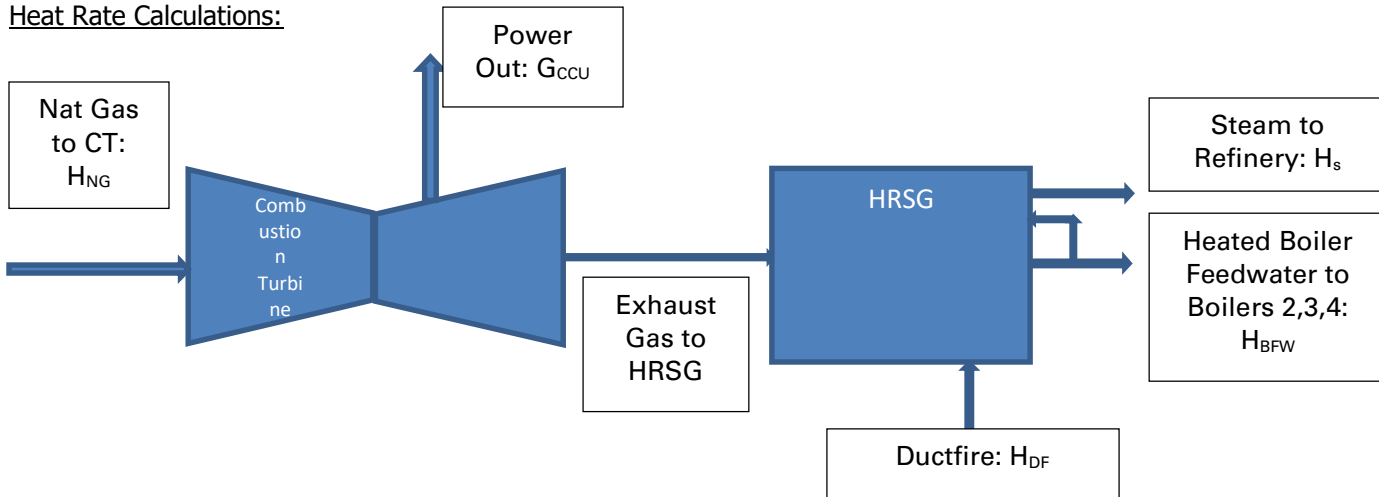 Heat Rate Calculations:
Power
Out: GCCU
Nat Gas
to CT:
HNG
Comb
ustio
n
Turbi
ne
Exhaust
Gas to
HRSG
HRSG
Steam to
Refinery: Hs
Heated Boiler
Feedwater to
Boilers 2,3,4:
HBFW
Ductfire: HDF